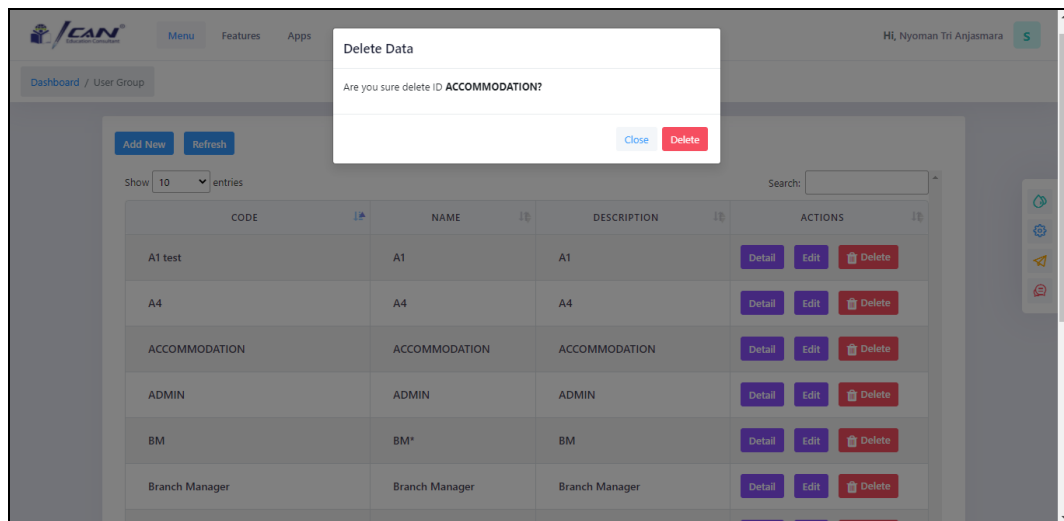 ICAN
Education Consultant
Menu Features Apps
Hi, Nyoman Tri Anjasmara S
Dashboard / User Group
Delete Data
Are you sure delete ID ACCOMMODATION?
Close Delete
Add New Refresh
Show 10 entries
Search:
CODE NAME DESCRIPTION ACTIONS
A1 test A1 A1 Detail Edit Delete
A4 A4 A4 Detail Edit Delete
ACCOMMODATION ACCOMMODATION ACCOMMODATION Detail Edit Delete
ADMIN ADMIN ADMIN Detail Edit Delete
BM BM* BM Detail Edit Delete
Branch Manager Branch Manager Branch Manager Detail Edit Delete